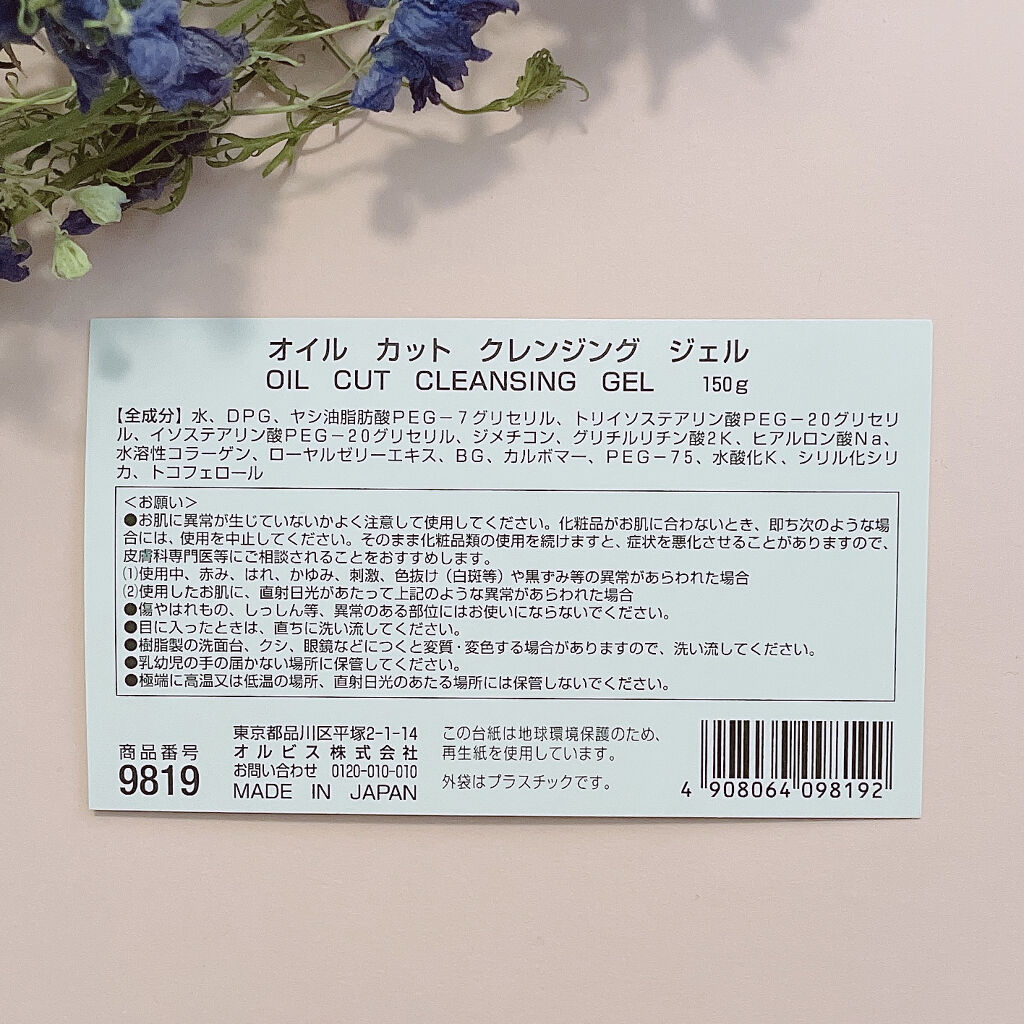 オイル カット クレンジング ジェル
OIL CUT CLEANSING GEL 150g
【全成分】水、DPG、ヤシ油脂肪酸PEG－7グリセリル、トリイソステアリン酸PEG－20グリセリ
ル、イソステアリン酸PEG－20グリセリル、ジメチコン、グリチルリチン酸2K、ヒアルロン酸Na、
水溶性コラーゲン、ローヤルゼリーエキス、BG、カルボマー、PEG－75、水酸化K、シリル化シリ
カ、トコフェロール
＜お願い＞
●お肌に異常が生じていないかよく注意して使用してください。化粧品がお肌に合わないとき、即ち次のような場
合には、使用を中止してください。そのまま化粧品類の使用を続けますと、症状を悪化させることがありますので、
皮膚科専門医等にご相談されることをおすすめします。
⑴使用中、赤み、はれ、かゆみ、刺激、色抜け（白斑等）や黒ずみ等の異常があらわれた場合
⑵使用したお肌に、直射日光があたって上記のような異常があらわれた場合
●傷やはれもの、しっしん等、異常のある部位にはお使いにならないでください。
●目に入ったときは、直ちに洗い流してください。
●樹脂製の洗面台、クシ、眼鏡などにつくと変質・変色する場合がありますので、洗い流してください。
●乳幼児の手の届かない場所に保管してください。
●極端に高温又は低温の場所、直射日光のあたる場所には保管しないでください。
商品番号
9819
東京都品川区平塚2-1-14
オルビス株式会社
お問い合わせ 0120-010-010
MADE IN JAPAN
この台紙は地球環境保護のため、
再生紙を使用しています。
外袋はプラスチックです。
4 908064 098192